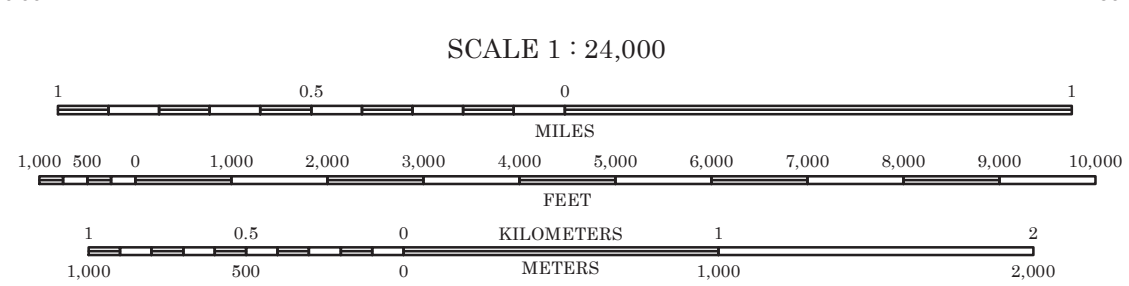 SCALE 1 : 24,000
1 0.5 0 1
MILES
1,000 500 0 1,000 2,000 3,000 4,000 5,000 6,000 7,000 8,000 9,000 10,000
FEET
1 0.5 0 KILOMETERS 1 2
1,000 500 0 METERS 1,000 2,000